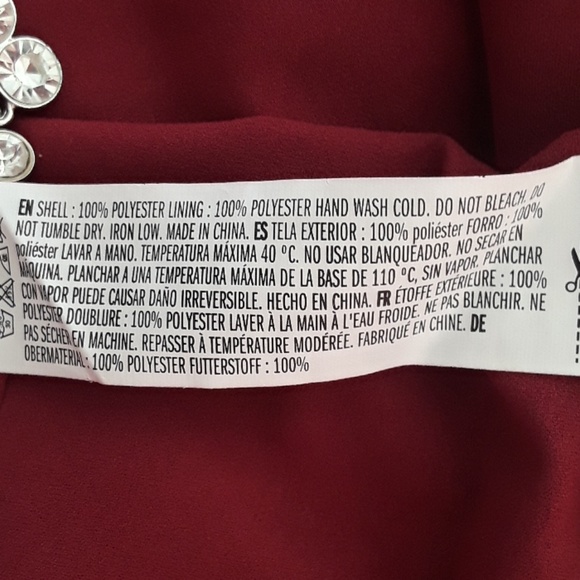 EN SHELL : 100% POLYESTER LINING : 100% POLYESTER HAND WASH COLD. DO NOT BLEACH. DO
NOT TUMBLE DRY. IRON LOW. MADE IN CHINA. ES TELA EXTERIOR : 100% poliéster FORRO : 100%
poliéster LAVAR A MANO. TEMPERATURA MÁXIMA 40 ºC. NO USAR BLANQUEADOR. NO SECAR EN
MÁQUINA. PLANCHAR A UNA TEMPERATURA MÁXIMA DE LA BASE DE 110 ºC, SIN VAPOR. PLANCHAR
CON VAPOR PUEDE CAUSAR DAÑO IRREVERSIBLE. HECHO EN CHINA. FR ÉTOFFE EXTÉRIEURE : 100%
POLYESTER DOUBLURE : 100% POLYESTER LAVER À LA MAIN À L'EAU FROIDE. NE PAS BLANCHIR. NE
PAS SÉCHER EN MACHINE. REPASSER À TEMPÉRATURE MODÉRÉE. FABRIQUÉ EN CHINE. DE
OBERMATERIAL : 100% POLYESTER FUTTERSTOFF : 100%